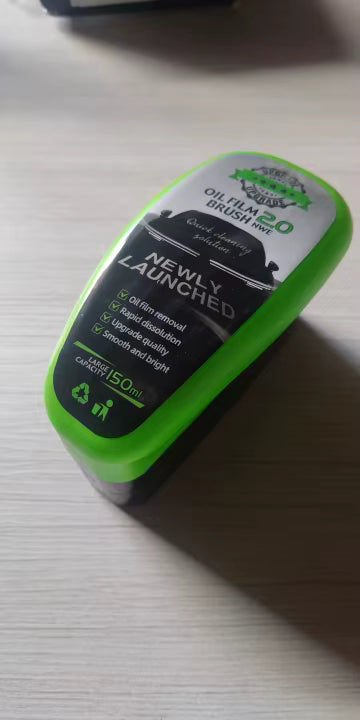 OIL FILM
BRUSH 2.0
NWE
Quick cleaning
solution
NEWLY
LAUNCHED
Oil film removal
Rapid dissolution
Upgrade quality
Smooth and bright
LARGE
CAPACITY 150ml